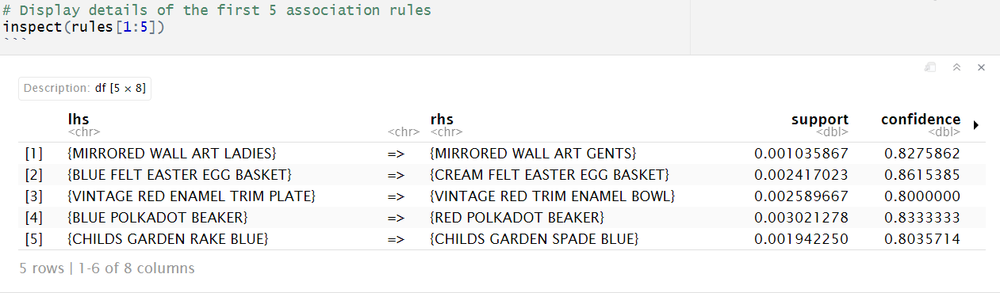 # Display details of the first 5 association rules
inspect(rules[1:5])
```
Description: df [5 × 8]
lhs rhs support confidence
<chr> <chr> <chr> <dbl> <dbl>
[1] {MIRRORED WALL ART LADIES} => {MIRRORED WALL ART GENTS} 0.001035867 0.8275862
[2] {BLUE FELT EASTER EGG BASKET} => {CREAM FELT EASTER EGG BASKET} 0.002417023 0.8615385
[3] {VINTAGE RED ENAMEL TRIM PLATE} => {VINTAGE RED TRIM ENAMEL BOWL} 0.002589667 0.8000000
[4] {BLUE POLKADOT BEAKER} => {RED POLKADOT BEAKER} 0.003021278 0.8333333
[5] {CHILDS GARDEN RAKE BLUE} => {CHILDS GARDEN SPADE BLUE} 0.001942250 0.8035714
5 rows | 1-6 of 8 columns